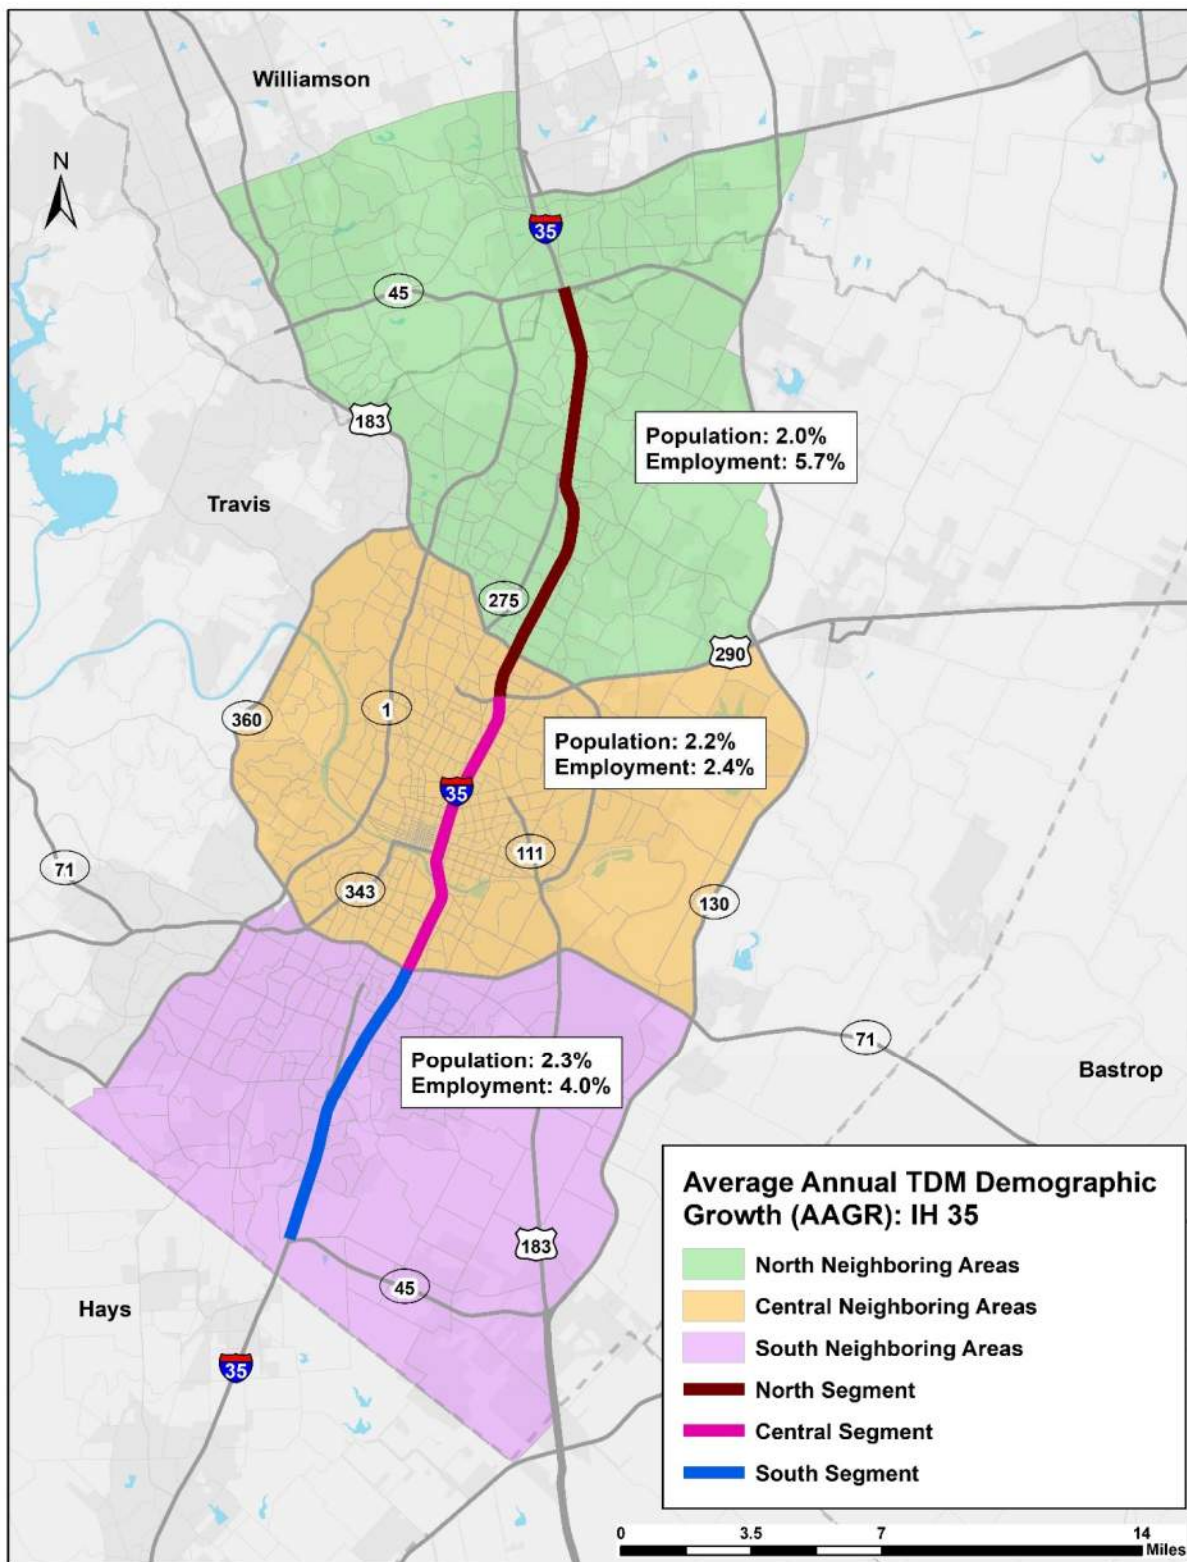 Williamson
N
35
45
183
Population: 2.0%
Employment: 5.7%
Travis
275
290
360
1
Population: 2.2%
Employment: 2.4%
35
111
71
343
130
Population: 2.3%
Employment: 4.0%
71
Bastrop
183
45
Hays
35
Average Annual TDM Demographic
Growth (AAGR): IH 35
North Neighboring Areas
Central Neighboring Areas
South Neighboring Areas
North Segment
Central Segment
South Segment
0 3.5 7 14
Miles